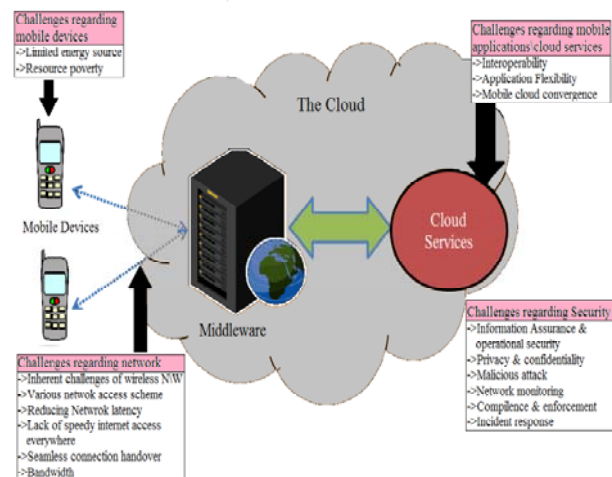 Challenges regarding
mobile devices
->Limited energy source
->Resource poverty
Challenges regarding mobile
applications'cloud services
->Interoperability
->Application Flexibility
->Mobile cloud convergence
The Cloud
Mobile Devices
Middleware
Cloud
Services
Challenges regarding network
->Inherent challenges of wireless N\W
->Various netwok access scheme
->Reducing Netwrok latency
->Lack of speedy internet access
everywhere
->Seamless connection handover
->Bandwidth
Challenges regarding Security
->Information Assurance &
operational security
->Privacy & confidentiality
->Malicious attack
->Network monitoring
->Compilence & enforcement
->Incident response